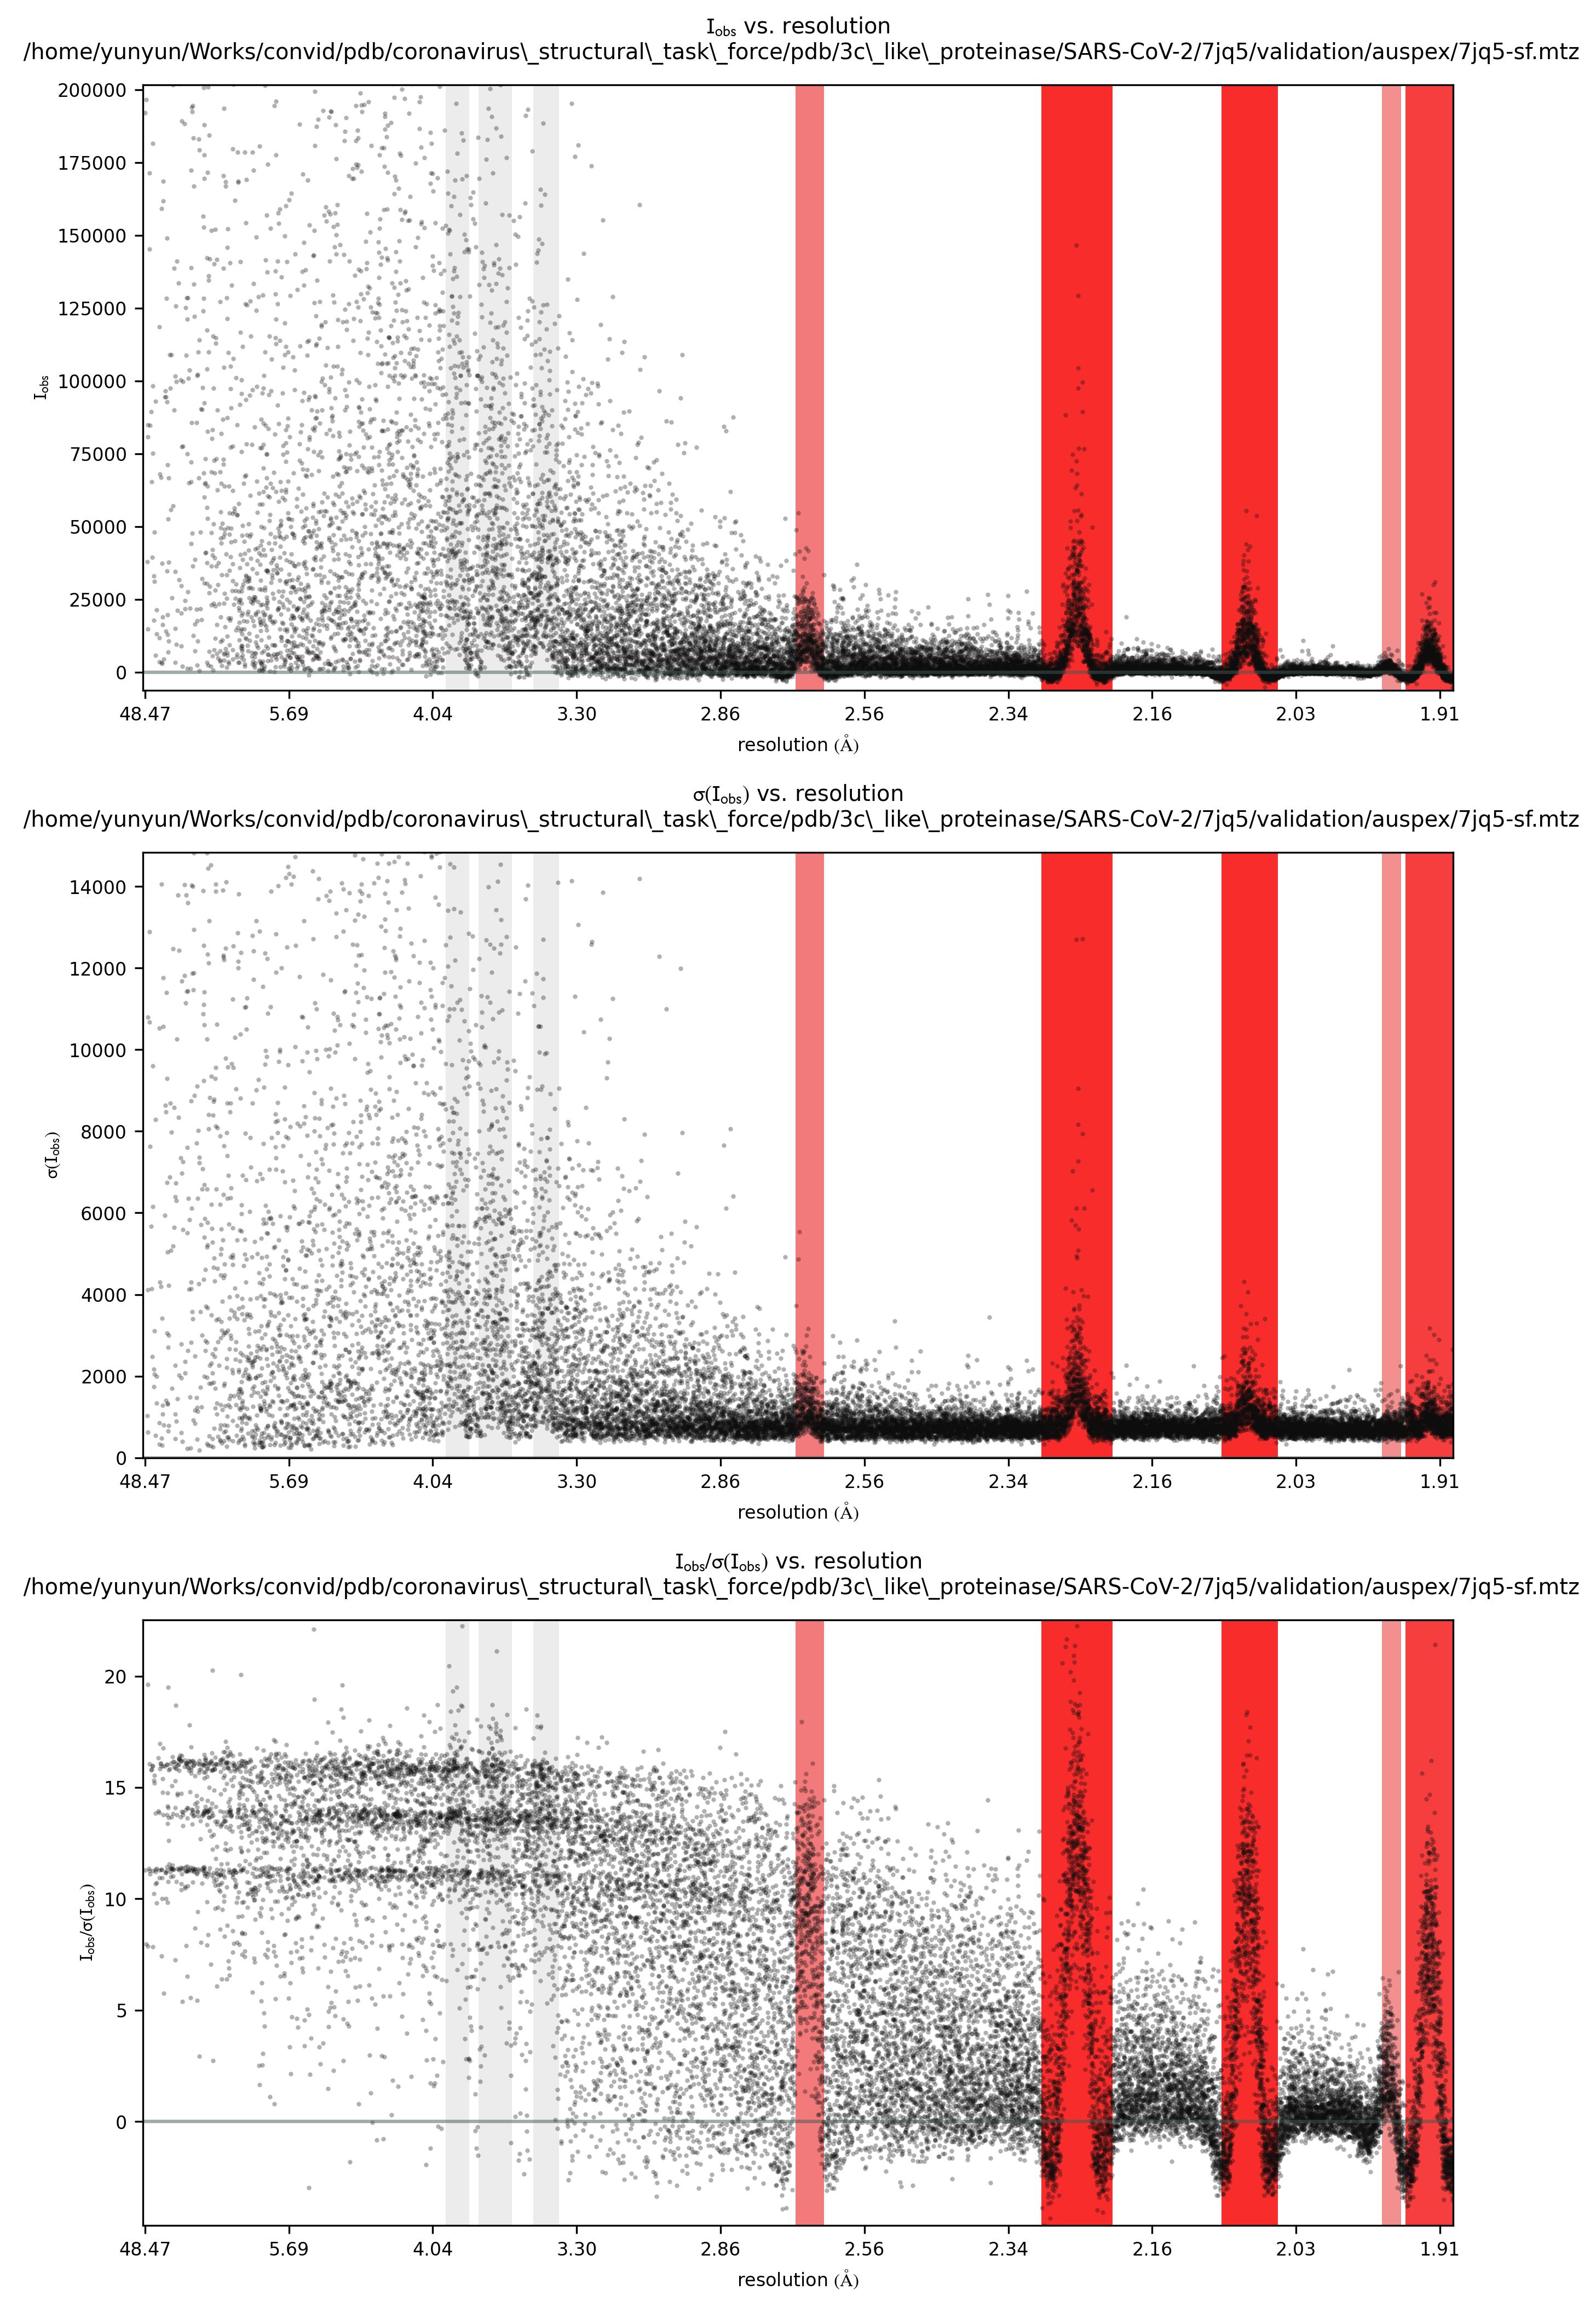 Iobs vs. resolution
/home/yunyun/Works/convid/pdb/coronavirus\_structural\_task\_force/pdb/3c\_like\_proteinase/SARS-CoV-2/7jq5/validation/auspex/7jq5-sf.mtz
200000
175000
150000
125000
100000
75000
50000
25000
0
Iobs
48.47 5.69 4.04 3.30 2.86 2.56 2.34 2.16 2.03 1.91
resolution (Å)
σ(Iobs) vs. resolution
/home/yunyun/Works/convid/pdb/coronavirus\_structural\_task\_force/pdb/3c\_like\_proteinase/SARS-CoV-2/7jq5/validation/auspex/7jq5-sf.mtz
14000
12000
10000
8000
6000
4000
2000
0
σ(Iobs)
48.47 5.69 4.04 3.30 2.86 2.56 2.34 2.16 2.03 1.91
resolution (Å)
Iobs/σ(Iobs) vs. resolution
/home/yunyun/Works/convid/pdb/coronavirus\_structural\_task\_force/pdb/3c\_like\_proteinase/SARS-CoV-2/7jq5/validation/auspex/7jq5-sf.mtz
20
15
10
5
0
Iobs/σ(Iobs)
48.47 5.69 4.04 3.30 2.86 2.56 2.34 2.16 2.03 1.91
resolution (Å)